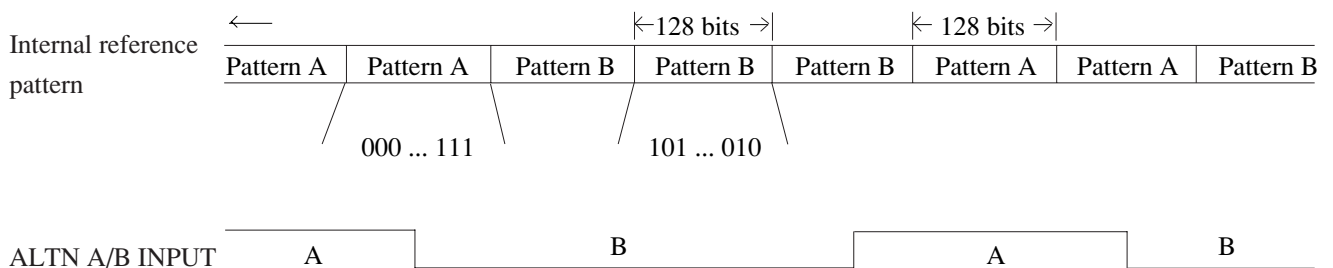 128 bits 128 bits
Internal reference pattern
Pattern A Pattern A Pattern B Pattern B Pattern B Pattern A Pattern A Pattern B
000 ... 111 101 ... 010
ALTN A/B INPUT A B A B